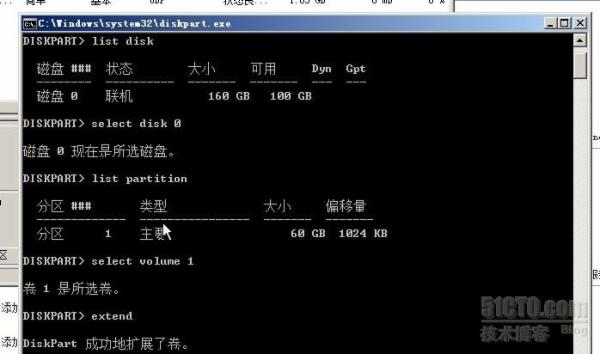 C:\Windows\system32\diskpart.exe
DISKPART> list disk
磁盘 ### 状态 大小 可用 Dyn Gpt
磁盘 0 联机 160 GB 100 GB
DISKPART> select disk 0
磁盘 0 现在是所选磁盘。
DISKPART> list partition
分区 ### 类型 大小 偏移量
分区 1 主要 60 GB 1024 KB
DISKPART> select volume 1
卷 1 是所选卷。
DISKPART> extend
DiskPart 成功地扩展了卷。
添加
添加
区
51CTO.com
技术博客 Blog